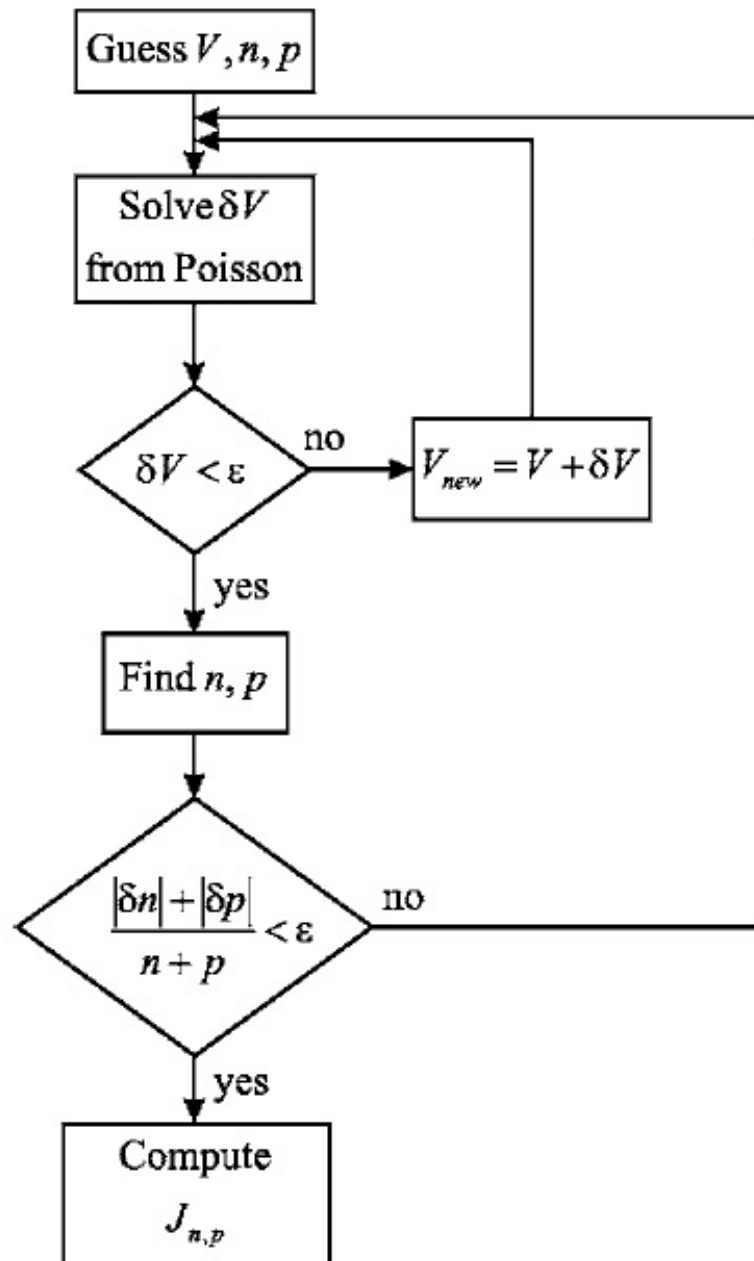 Guess V, n, p
Solve δV
from Poisson
δV < ε
no
V_new = V + δV
yes
Find n, p
|δn| + |δp|
n + p
< ε
no
yes
Compute
J_n,p